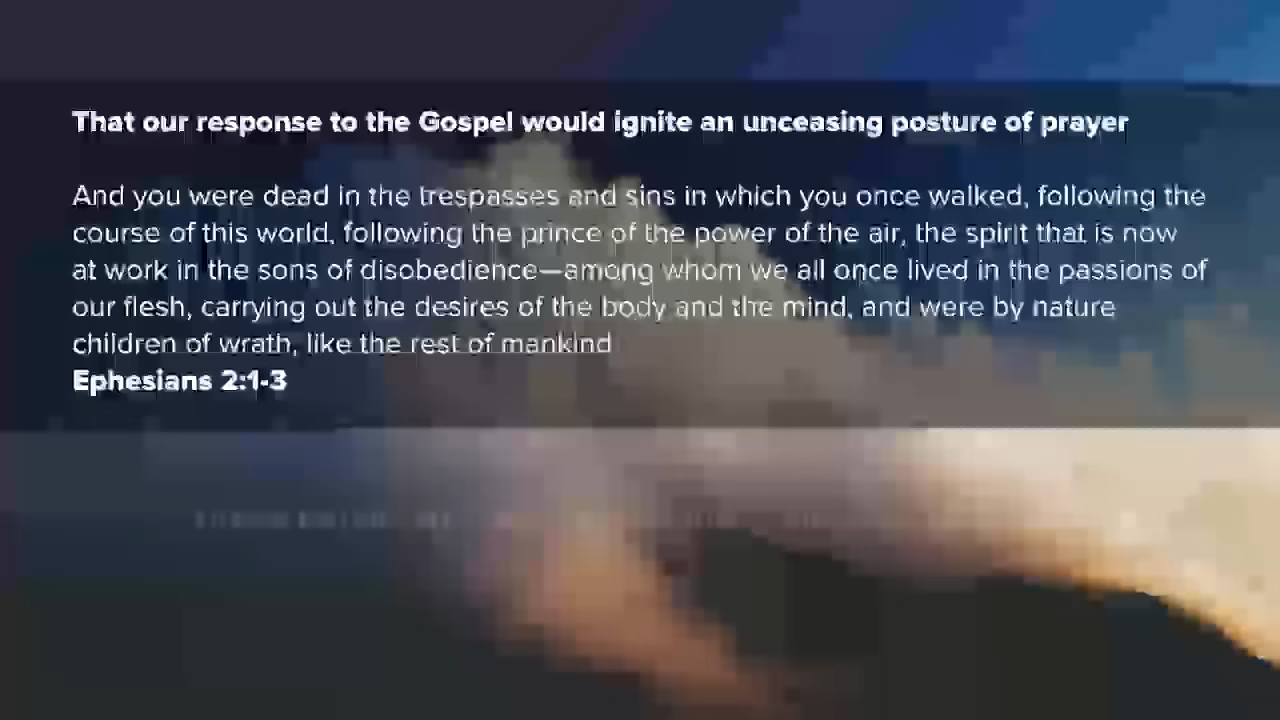 That our response to the Gospel would ignite an unceasing posture of prayer
And you were dead in the trespasses and sins in which you once walked, following the
course of this world, following the prince of the power of the air, the spirit that is now
at work in the sons of disobedience—among whom we all once lived in the passions of
our flesh, carrying out the desires of the body and the mind, and were by nature
children of wrath, like the rest of mankind
Ephesians 2:1-3